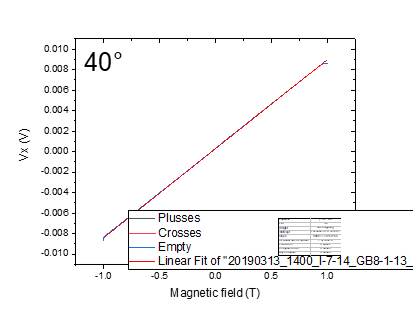 0.010
40°
0.008
0.006
0.004
0.002
0.000
-0.002
-0.004
-0.006
-0.008
-0.010
Vx (V)
Plusses
Crosses
Empty
Linear Fit of "20190313_1400_I-7-14_GB8-1-13_
-1.0 -0.5 0.0 0.5 1.0
Magnetic field (T)